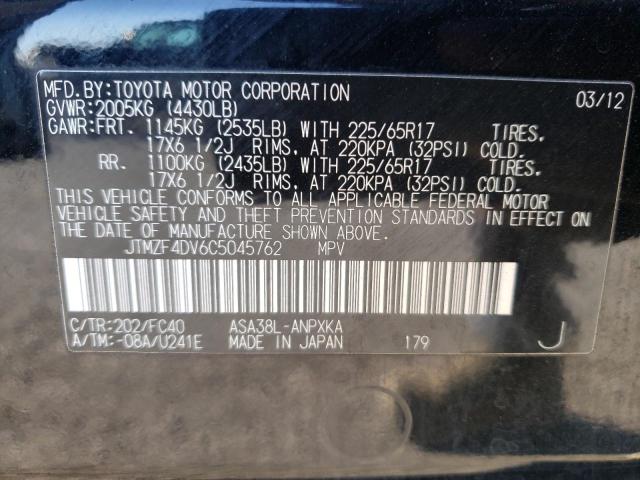 MFD.BY:TOYOTA MOTOR CORPORATION 03/12
GVWR:2005KG (4430LB)
GAWR:FRT. 1145KG (2535LB) WITH 225/65R17 TIRES.
17X6 1/2J RIMS, AT 220KPA (32PSI) COLD.
RR. 1100KG (2435LB) WITH 225/65R17 TIRES.
17X6 1/2J RIMS, AT 220KPA (32PSI) COLD.
THIS VEHICLE CONFORMS TO ALL APPLICABLE FEDERAL MOTOR
VEHICLE SAFETY AND THEFT PREVENTION STANDARDS IN EFFECT ON
THE DATE OF MANUFACTURE SHOWN ABOVE.
JTMZF4DV6C5045762 MPV
C/TR:202/FC40 ASA38L-ANPXKA
A/TM:-08A/U241E MADE IN JAPAN 179 J